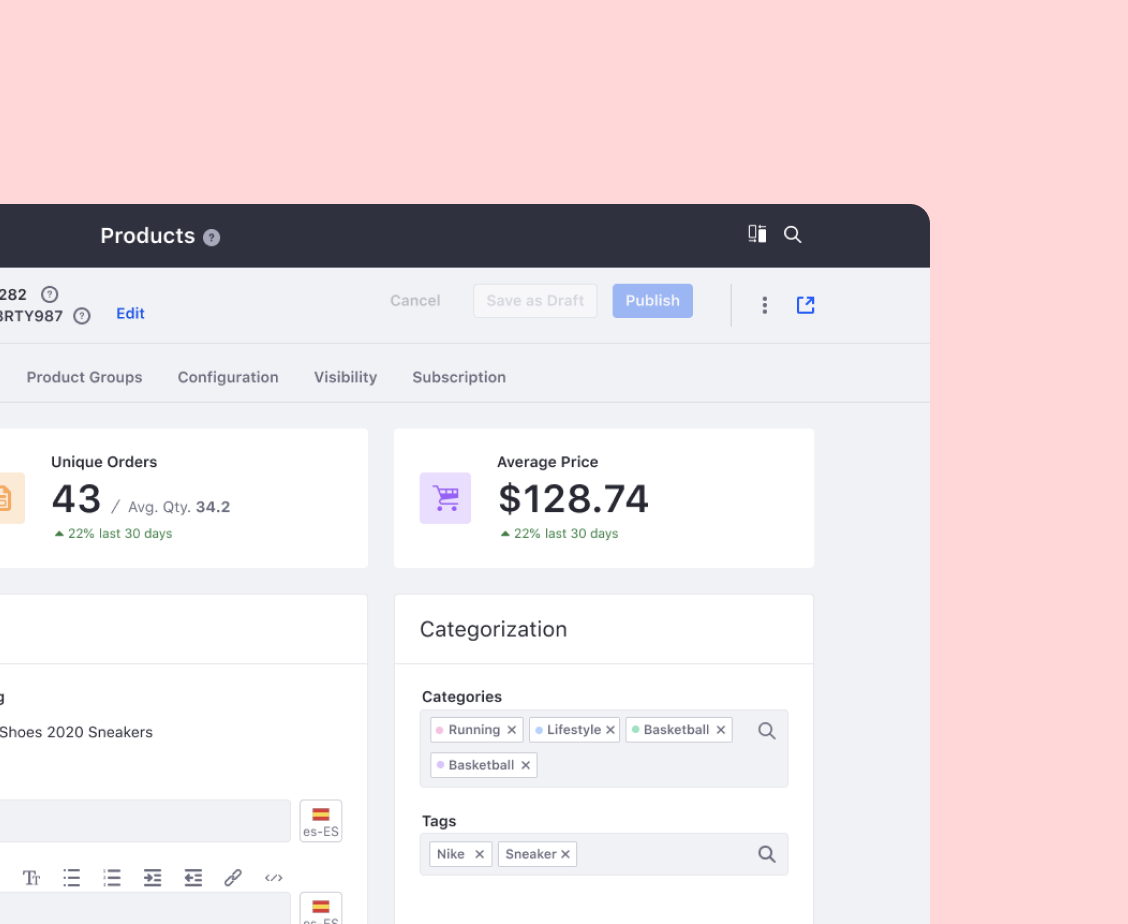 Products ?
282 ?
3RTY987 ?
Edit
Cancel
Save as Draft
Publish
Product Groups
Configuration
Visibility
Subscription
Unique Orders
43 / Avg. Qty. 34.2
22% last 30 days
Average Price
$128.74
22% last 30 days
Categorization
g
Shoes 2020 Sneakers
Categories
Running
Lifestyle
Basketball
Basketball
es-ES
Tags
Nike
Sneaker
es-ES